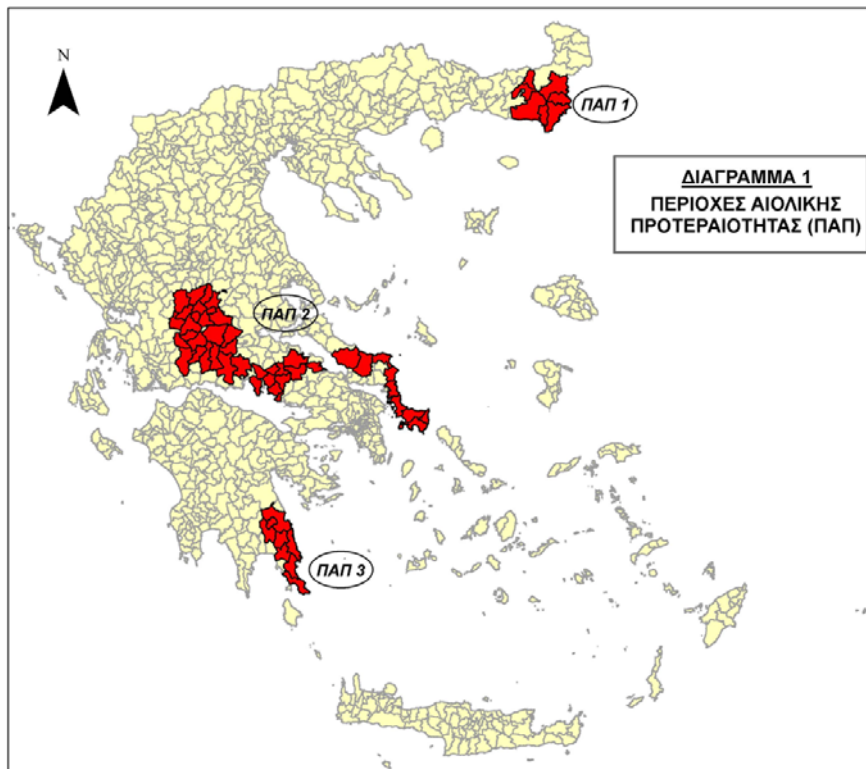 N
ΠΑΠ 1
ΔΙΑΓΡΑΜΜΑ 1
ΠΕΡΙΟΧΕΣ ΑΙΟΛΙΚΗΣ
ΠΡΟΤΕΡΑΙΟΤΗΤΑΣ (ΠΑΠ)
ΠΑΠ 2
ΠΑΠ 3